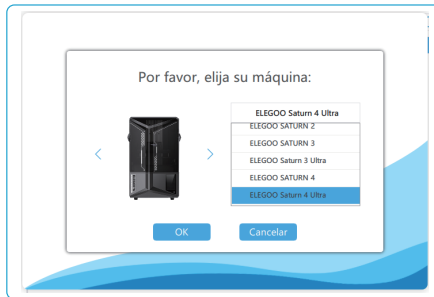 Por favor, elija su máquina:
ELEGOO Saturn 4 Ultra
ELEGOO SATURN 2
ELEGOO SATURN 3
ELEGOO Saturn 3 Ultra
ELEGOO SATURN 4
ELEGOO Saturn 4 Ultra
OK
Cancelar